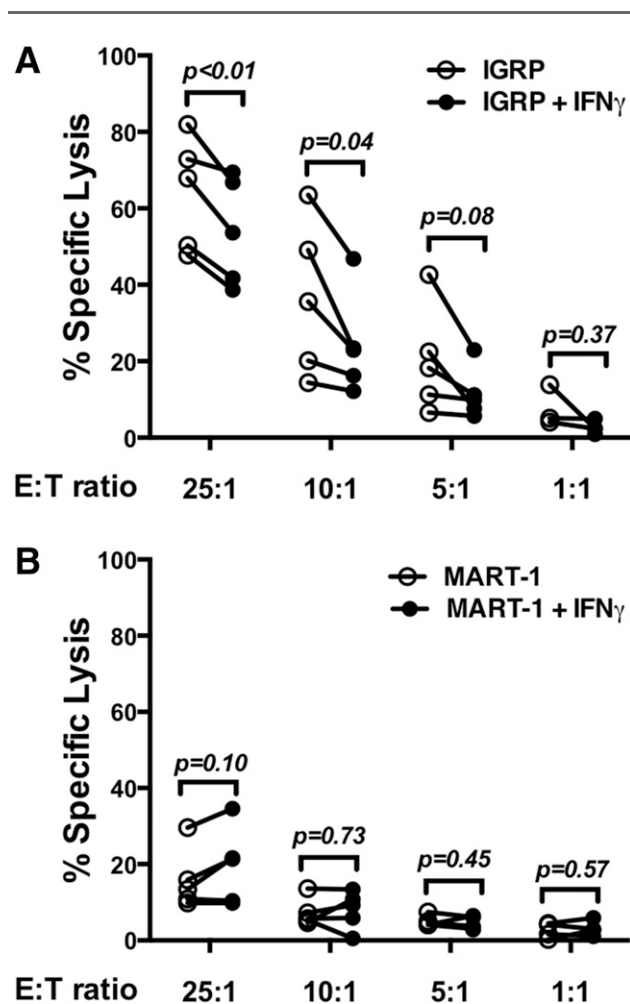 A
100
80
60
40
20
0
% Specific Lysis
IGRP
IGRP + IFNγ
p<0.01
p=0.04
p=0.08
p=0.37
E:T ratio 25:1 10:1 5:1 1:1
B
100
80
60
40
20
0
% Specific Lysis
MART-1
MART-1 + IFNγ
p=0.10
p=0.73
p=0.45
p=0.57
E:T ratio 25:1 10:1 5:1 1:1